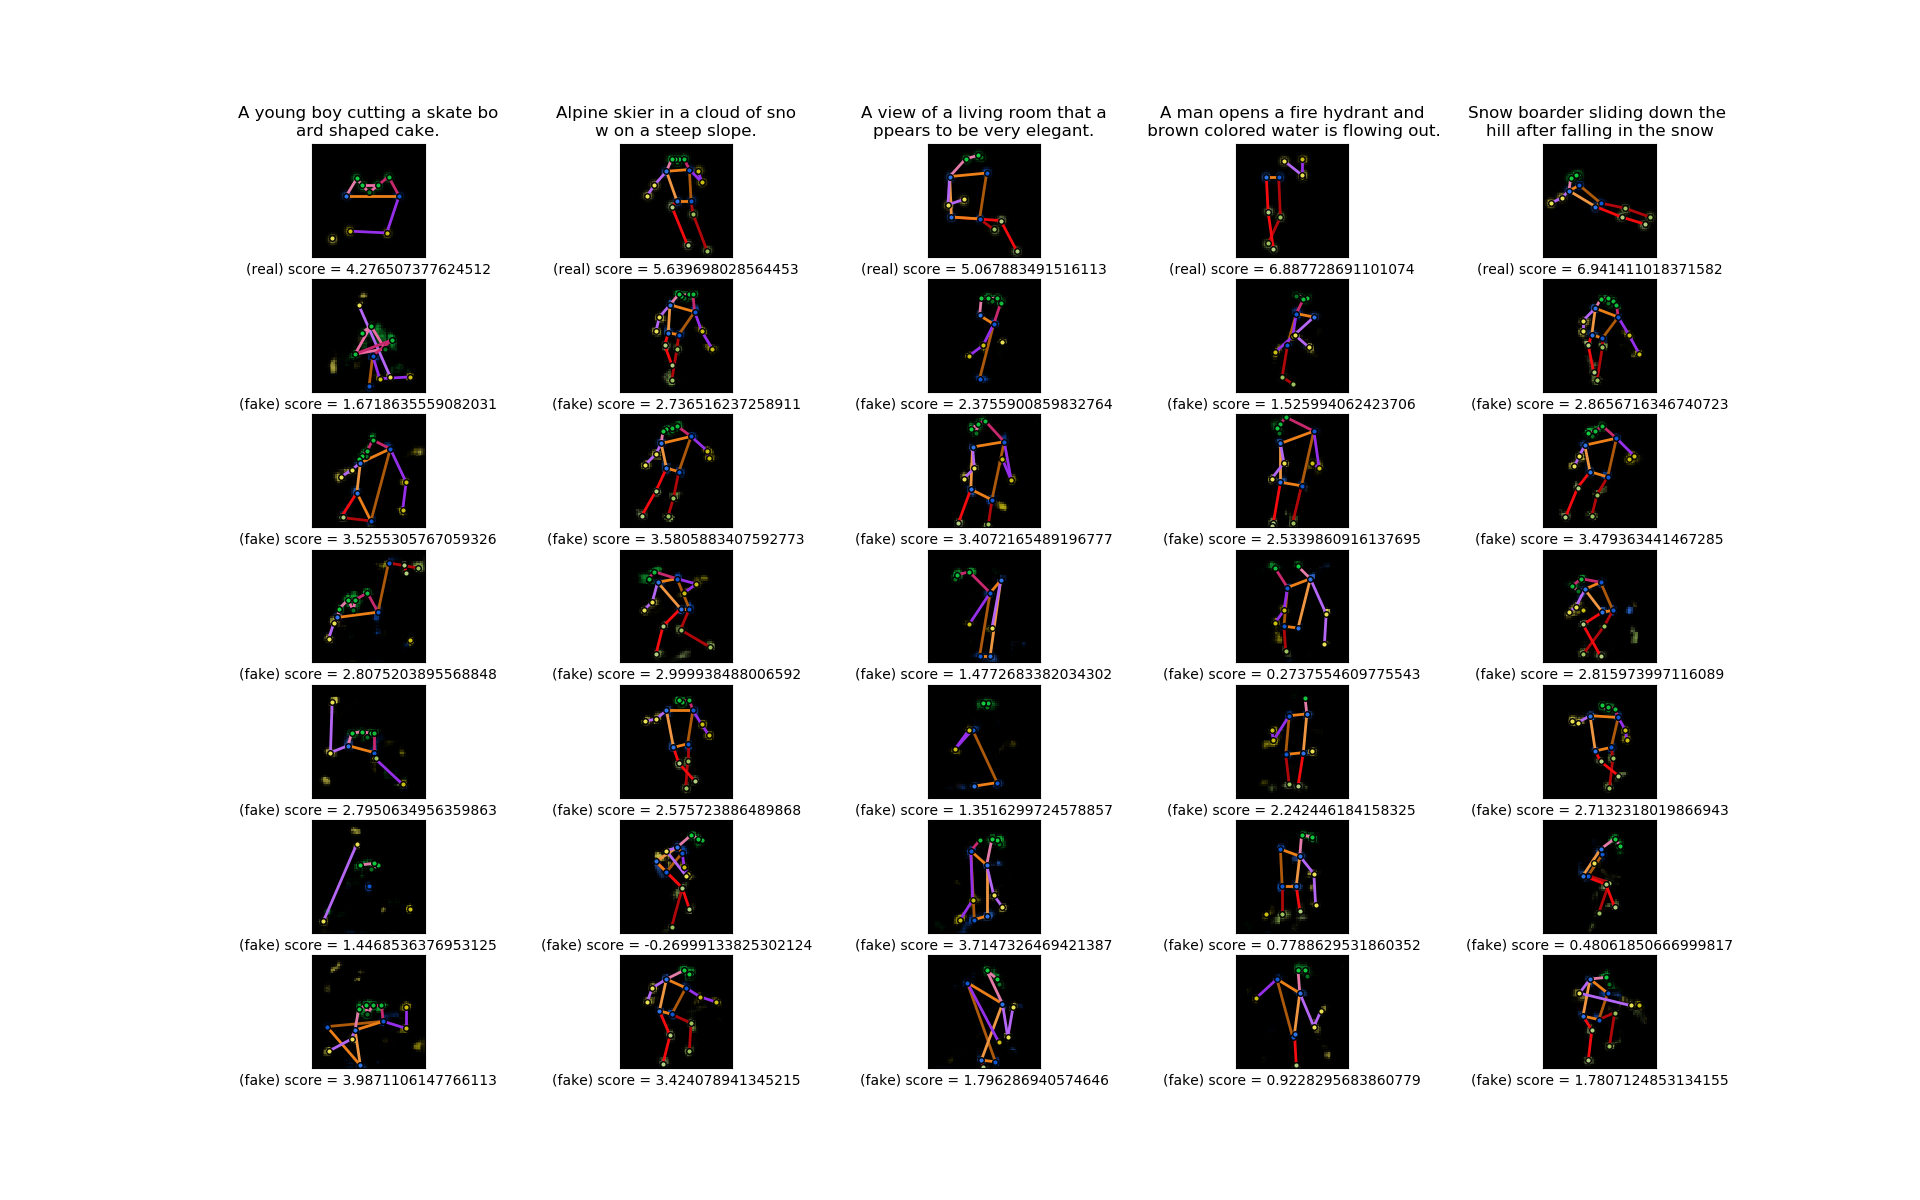 A young boy cutting a skate bo
ard shaped cake.
Alpine skier in a cloud of sno
w on a steep slope.
A view of a living room that a
ppears to be very elegant.
A man opens a fire hydrant and
brown colored water is flowing out.
Snow boarder sliding down the
hill after falling in the snow
(real) score = 4.276507377624512
(real) score = 5.639698028564453
(real) score = 5.067883491516113
(real) score = 6.887728691101074
(real) score = 6.941411018371582
(fake) score = 1.6718635559082031
(fake) score = 2.736516237258911
(fake) score = 2.3755900859832764
(fake) score = 1.525994062423706
(fake) score = 2.8656716346740723
(fake) score = 3.5255305767059326
(fake) score = 3.5805883407592773
(fake) score = 3.4072165489196777
(fake) score = 2.5339860916137695
(fake) score = 3.479363441467285
(fake) score = 2.8075203895568848
(fake) score = 2.999938488006592
(fake) score = 1.4772683382034302
(fake) score = 0.2737554609775543
(fake) score = 2.815973997116089
(fake) score = 2.7950634956359863
(fake) score = 2.575723886489868
(fake) score = 1.3516299724578857
(fake) score = 2.242446184158325
(fake) score = 2.7132318019866943
(fake) score = 1.4468536376953125
(fake) score = -0.26999133825302124
(fake) score = 3.7147326469421387
(fake) score = 0.7788629531860352
(fake) score = 0.48061850666999817
(fake) score = 3.9871106147766113
(fake) score = 3.424078941345215
(fake) score = 1.796286940574646
(fake) score = 0.9228295683860779
(fake) score = 1.7807124853134155